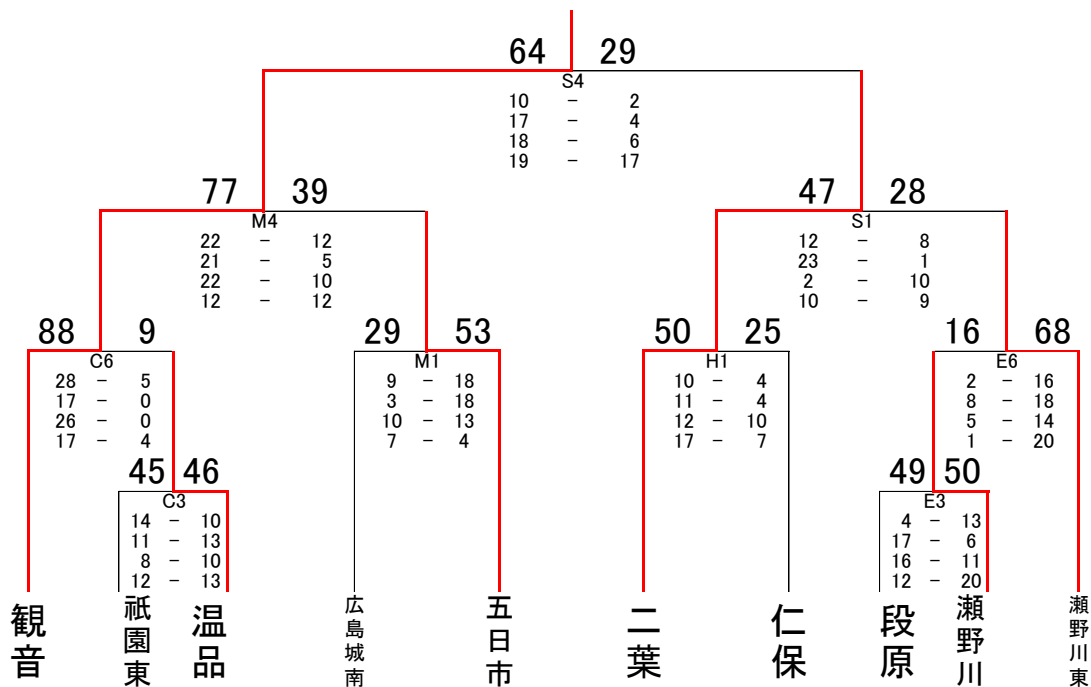 64 29
S4
10 － 2
17 － 4
18 － 6
19 － 17
77 39
M4
22 － 12
21 － 5
22 － 10
12 － 12
47 28
S1
12 － 8
23 － 1
2 － 10
10 － 9
88 9
C6
28 － 5
17 － 0
26 － 0
17 － 4
29 53
M1
9 － 18
3 － 18
10 － 13
7 － 4
50 25
H1
10 － 4
11 － 4
12 － 10
17 － 7
16 68
E6
2 － 16
8 － 18
5 － 14
1 － 20
45 46
C3
14 － 10
11 － 13
8 － 10
12 － 13
49 50
E3
4 － 13
17 － 6
16 － 11
12 － 20
観音
祇園東
温品
広島城南
五日市
二葉
仁保
段原
瀬野川
瀬野川東